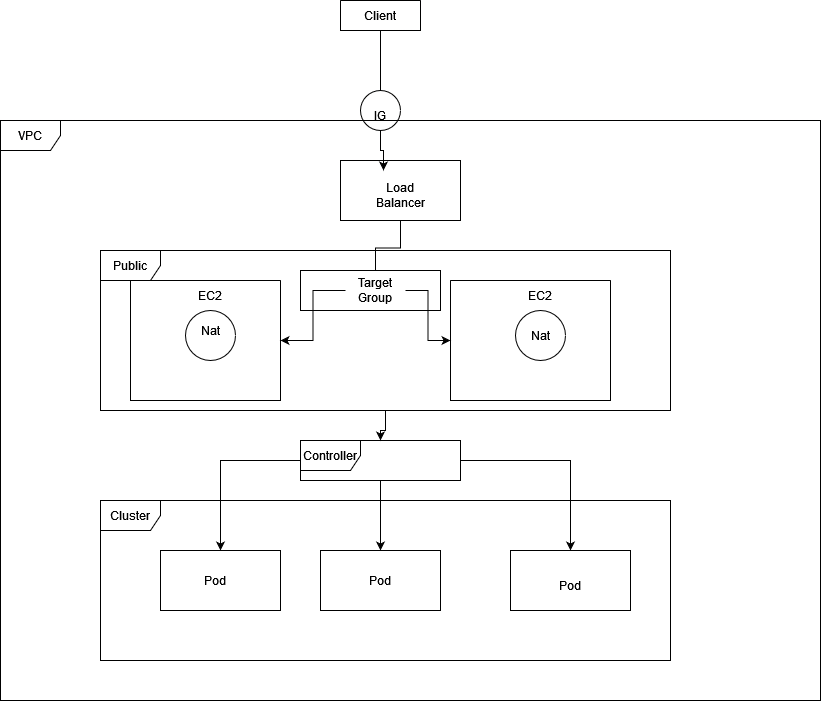 Client
IG
VPC
Load
Balancer
Public
Target
Group
EC2
EC2
Nat
Nat
Controller
Cluster
Pod
Pod
Pod